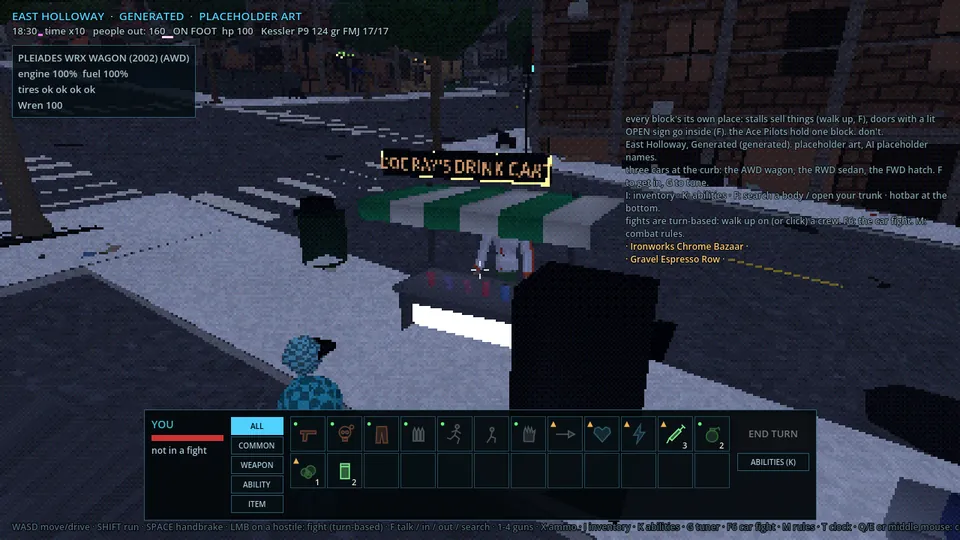 EAST HOLLOWAY · GENERATED · PLACEHOLDER ART
18:30 time x10 people out: 160 ON FOOT hp 100 Kessler P9 124 gr FMJ 17/17
PLEIADES WRX WAGON (2002) (AWD)
engine 100% fuel 100%
tires ok ok ok ok
Wren 100
every block's its own place: stalls sell things (walk up, F), doors with a lit
OPEN sign go inside (F). the Ace Pilots hold one block. don't.
East Holloway, Generated (generated). placeholder art, AI placeholder
names.
three cars at the curb: the AWD wagon, the RWD sedan, the FWD hatch. F
to get in, G to tune.
I: inventory · K: abilities · F: search a body / open your trunk · hotbar at the
bottom.
fights are turn-based: walk up on (or click) a crew. F6: the car fight. M:
combat rules.
· Ironworks Chrome Bazaar ·
· Gravel Espresso Row ·
DOC RAY'S DRINK CART
YOU
not in a fight
ALL
COMMON
WEAPON
ABILITY
ITEM
3
2
1
2
END TURN
ABILITIES (K)
WASD move/drive · SHIFT run · SPACE handbrake · LMB on a hostile: fight (turn-based) · F talk / in / out / search · 1-4 guns · X ammo · I inventory · K abilities · G tuner · F6 car fight · M rules · T clock · Q/E or middle mouse: c